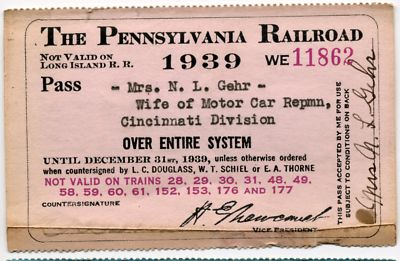 THE PENNSYLVANIA RAILROAD
NOT VALID ON
LONG ISLAND R. R.
1939
WE 11862
Pass
- Mrs. N. L. Gehr -
Wife of Motor Car Repmn,
Cincinnati Division
OVER ENTIRE SYSTEM
UNTIL DECEMBER 31ST, 1939, unless otherwise ordered
when countersigned by L. C. DOUGLASS, W. T. SCHIEL or E. A. THORNE
NOT VALID ON TRAINS 28, 29, 30, 31, 48, 49,
58, 59, 60, 61, 152, 153, 176 AND 177
COUNTERSIGNATURE
VICE PRESIDENT
THIS PASS ACCEPTED BY ME FOR USE
SUBJECT TO CONDITIONS ON BACK
Mrs. N L Gehr